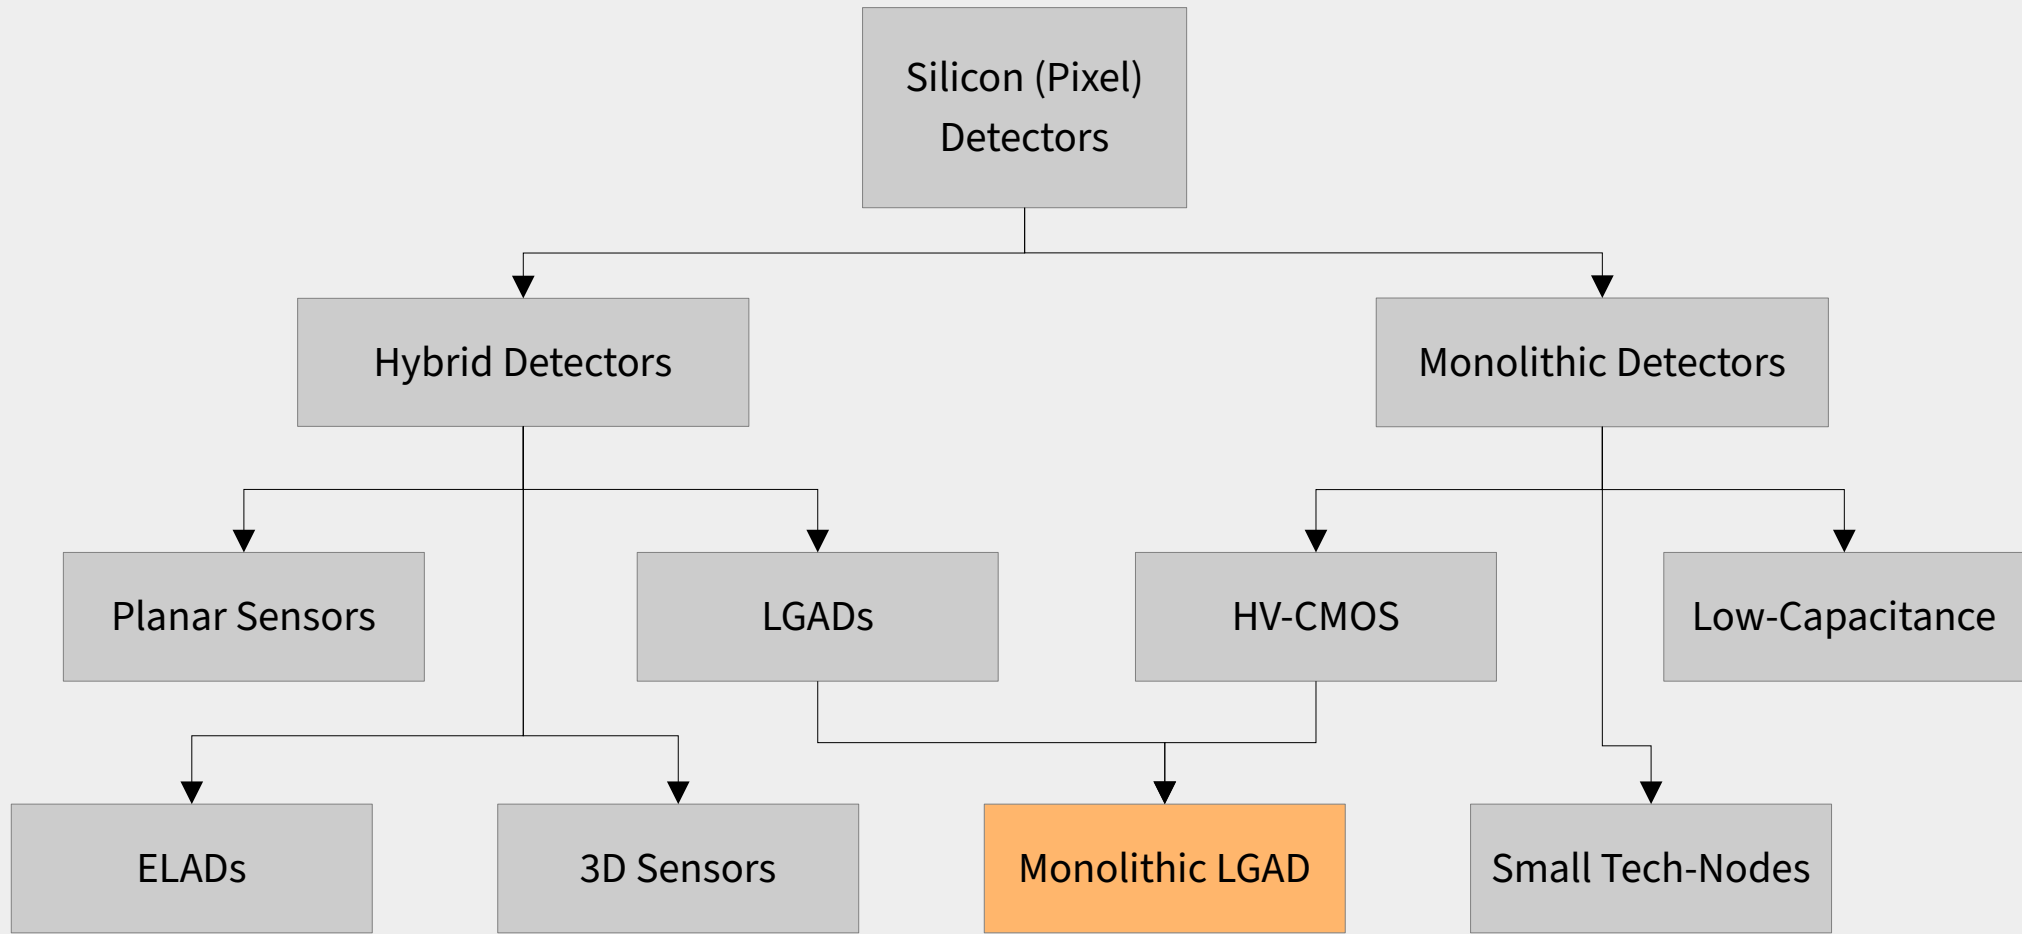 Silicon (Pixel)
Detectors
Hybrid Detectors
Monolithic Detectors
Planar Sensors
LGADs
HV-CMOS
Low-Capacitance
ELADs
3D Sensors
Monolithic LGAD
Small Tech-Nodes